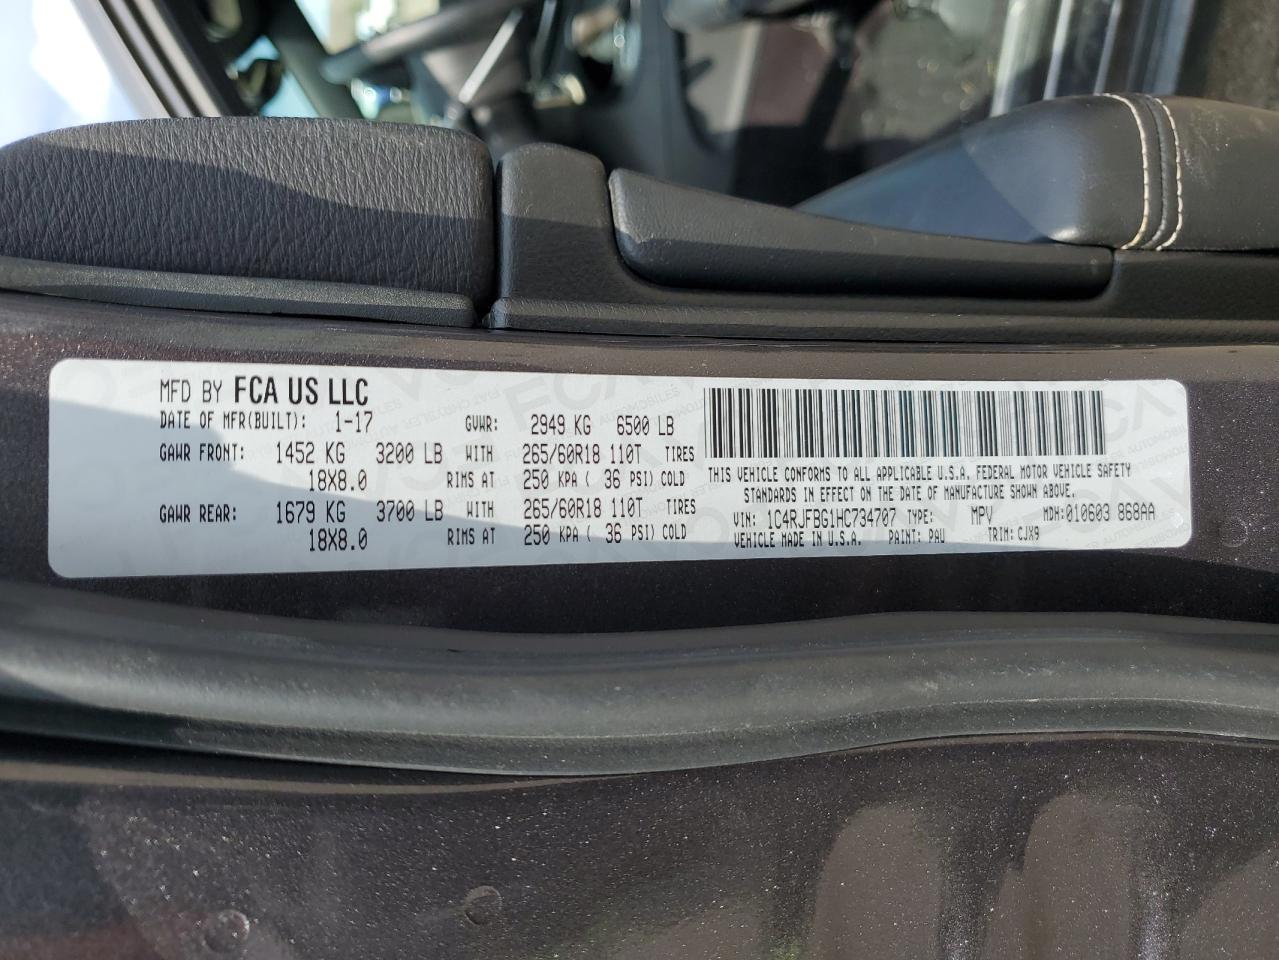 MFD BY FCA US LLC
DATE OF MFR(BUILT): 1-17 GVWR: 2949 KG 6500 LB
GAWR FRONT: 1452 KG 3200 LB WITH 265/60R18 110T TIRES
18X8.0 RIMS AT 250 KPA ( 36 PSI) COLD
GAWR REAR: 1679 KG 3700 LB WITH 265/60R18 110T TIRES
18X8.0 RIMS AT 250 KPA ( 36 PSI) COLD
THIS VEHICLE CONFORMS TO ALL APPLICABLE U.S.A. FEDERAL MOTOR VEHICLE SAFETY
STANDARDS IN EFFECT ON THE DATE OF MANUFACTURE SHOWN ABOVE.
VIN: 1C4RJFBG1HC734707 TYPE: MPV MDH:010603 868AA
VEHICLE MADE IN U.S.A. PAINT: PAU TRIM: CJX9